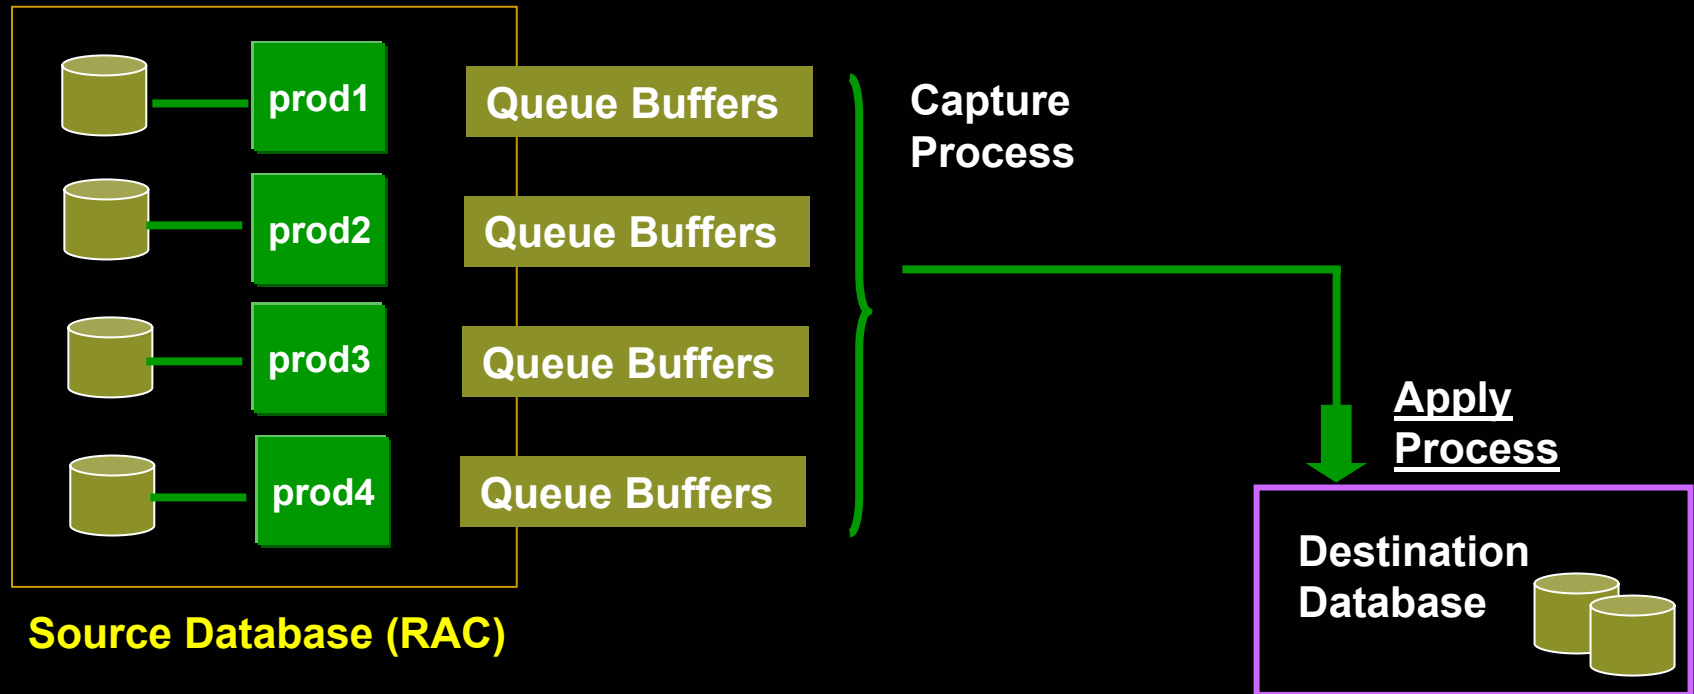 prod1
Queue Buffers
Capture
Process
prod2
Queue Buffers
prod3
Queue Buffers
prod4
Queue Buffers
Apply
Process
Destination
Database
Source Database (RAC)